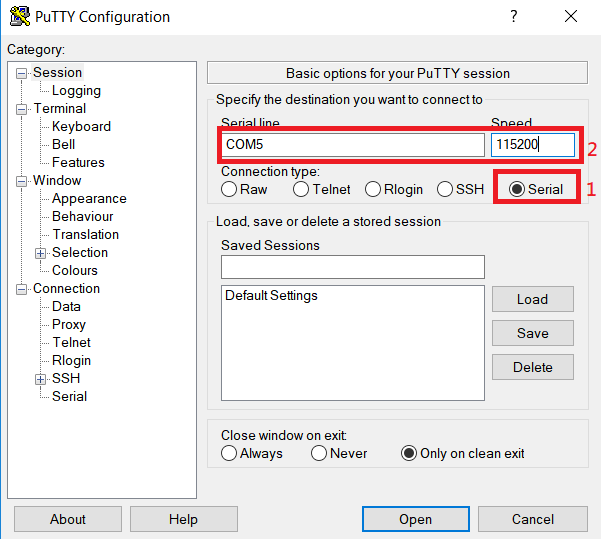 PuTTY Configuration
?
Category:
Session
Logging
Terminal
Keyboard
Bell
Features
Window
Appearance
Behaviour
Translation
Selection
Colours
Connection
Data
Proxy
Telnet
Rlogin
SSH
Serial
Basic options for your PuTTY session
Specify the destination you want to connect to
Serial line Speed
COM5 115200 2
Connection type:
Raw Telnet Rlogin SSH Serial 1
Load, save or delete a stored session
Saved Sessions
Default Settings
Load
Save
Delete
Close window on exit:
Always Never Only on clean exit
About Help Open Cancel